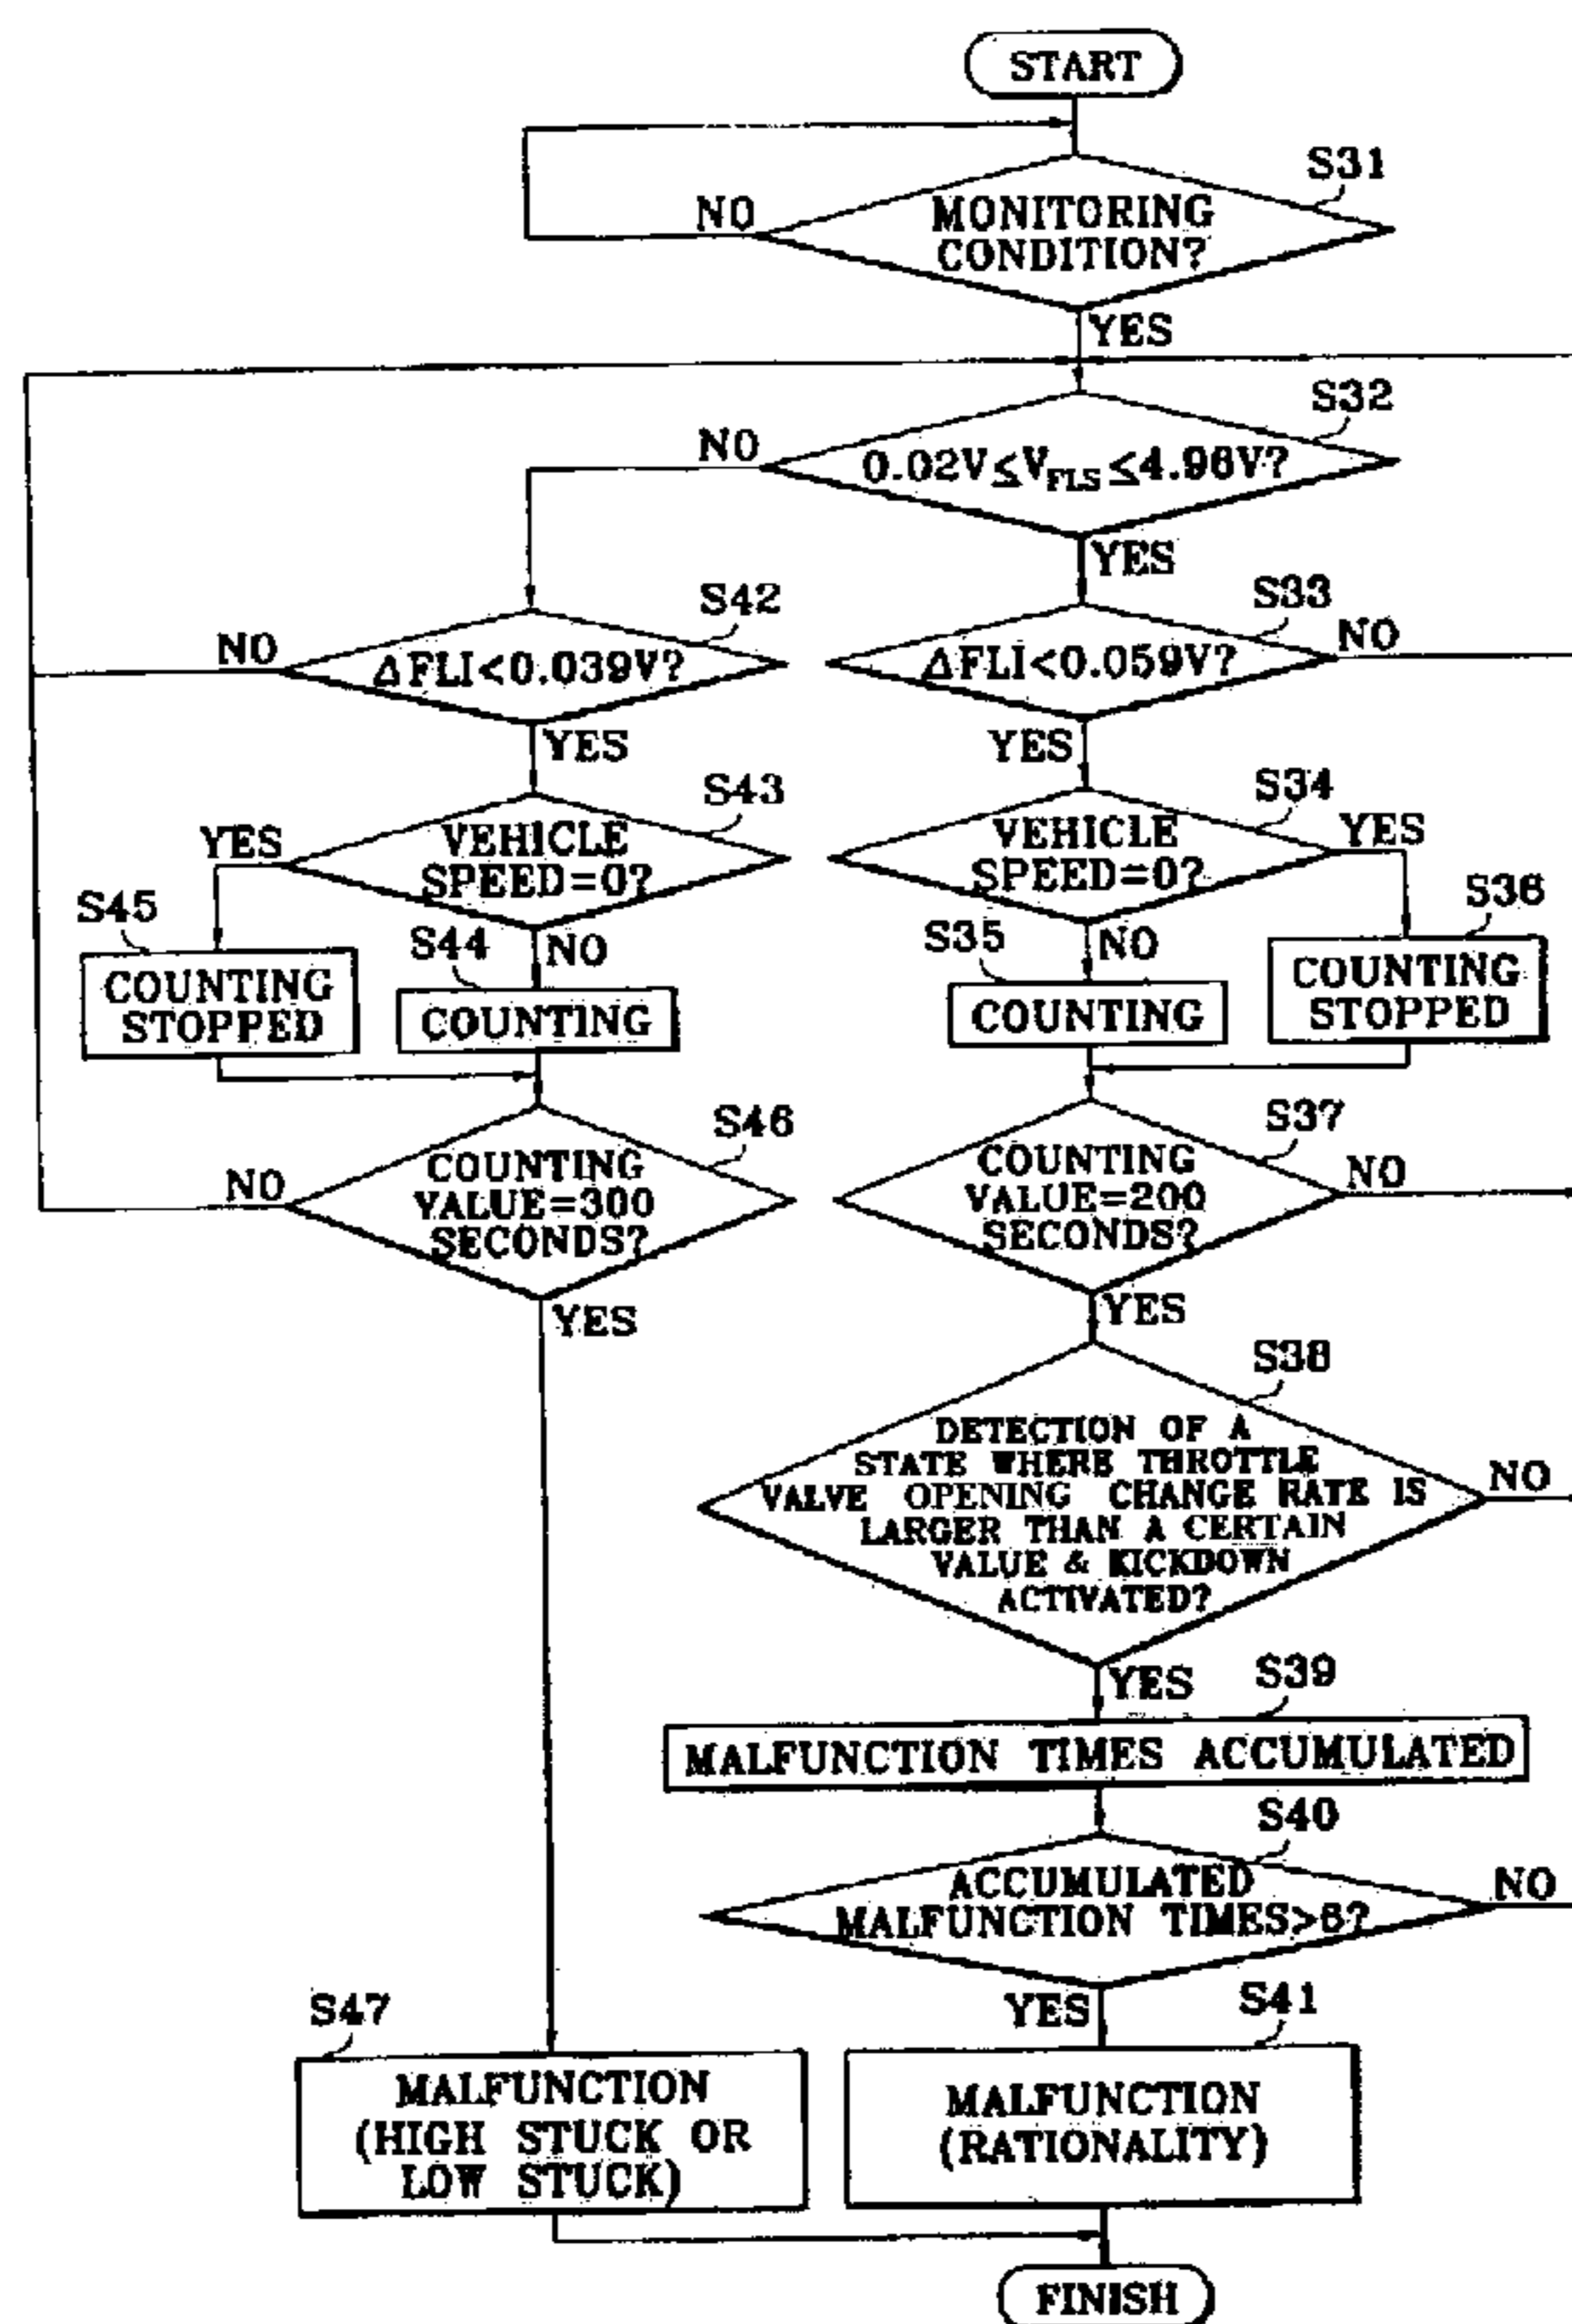 START
S31
NO
MONITORING
CONDITION?
YES
S32
NO
0.02V≤V_FLS≤4.98V?
YES
S42
S33
NO
ΔFLI<0.039V?
ΔFLI<0.059V?
NO
YES
YES
S43
S34
YES
VEHICLE
SPEED=0?
VEHICLE
SPEED=0?
YES
S45
S44
NO
S35
NO
S36
COUNTING
STOPPED
COUNTING
COUNTING
COUNTING
STOPPED
S46
S37
NO
COUNTING
VALUE=300
SECONDS?
COUNTING
VALUE=200
SECONDS?
NO
YES
YES
S38
DETECTION OF A
STATE WHERE THROTTLE
VALVE OPENING CHANGE RATE IS
LARGER THAN A CERTAIN
VALUE & KICKDOWN
ACTIVATED?
NO
YES
S39
MALFUNCTION TIMES ACCUMULATED
S40
ACCUMULATED
MALFUNCTION TIMES>6?
NO
YES
S47
S41
MALFUNCTION
(HIGH STUCK OR
LOW STUCK)
MALFUNCTION
(RATIONALITY)
FINISH